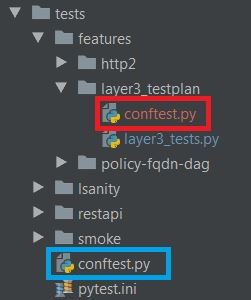 tests
features
http2
layer3_testplan
conftest.py
layer3_tests.py
policy-fqdn-dag
lsanity
restapi
smoke
conftest.py
pytest.ini